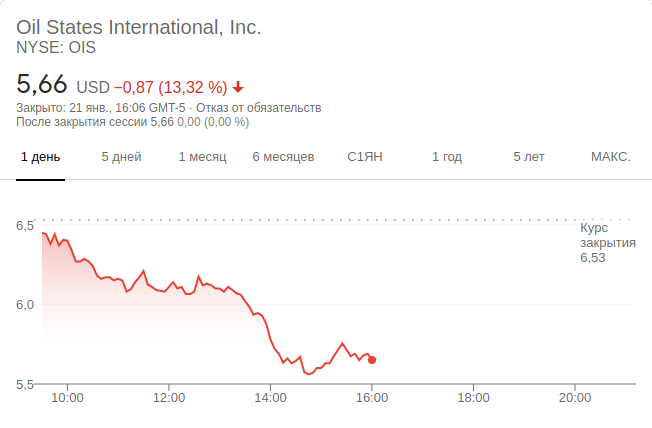 Oil States International, Inc.
NYSE: OIS
5,66 USD −0,87 (13,32 %)
Закрыто: 21 янв., 16:06 GMT-5 · Отказ от обязательств
После закрытия сессии 5,66 0,00 (0,00 %)
1 день 5 дней 1 месяц 6 месяцев С1ЯН 1 год 5 лет МАКС.
6,5
Курс
закрытия
6,53
6,0
5,5
10:00 12:00 14:00 16:00 18:00 20:00